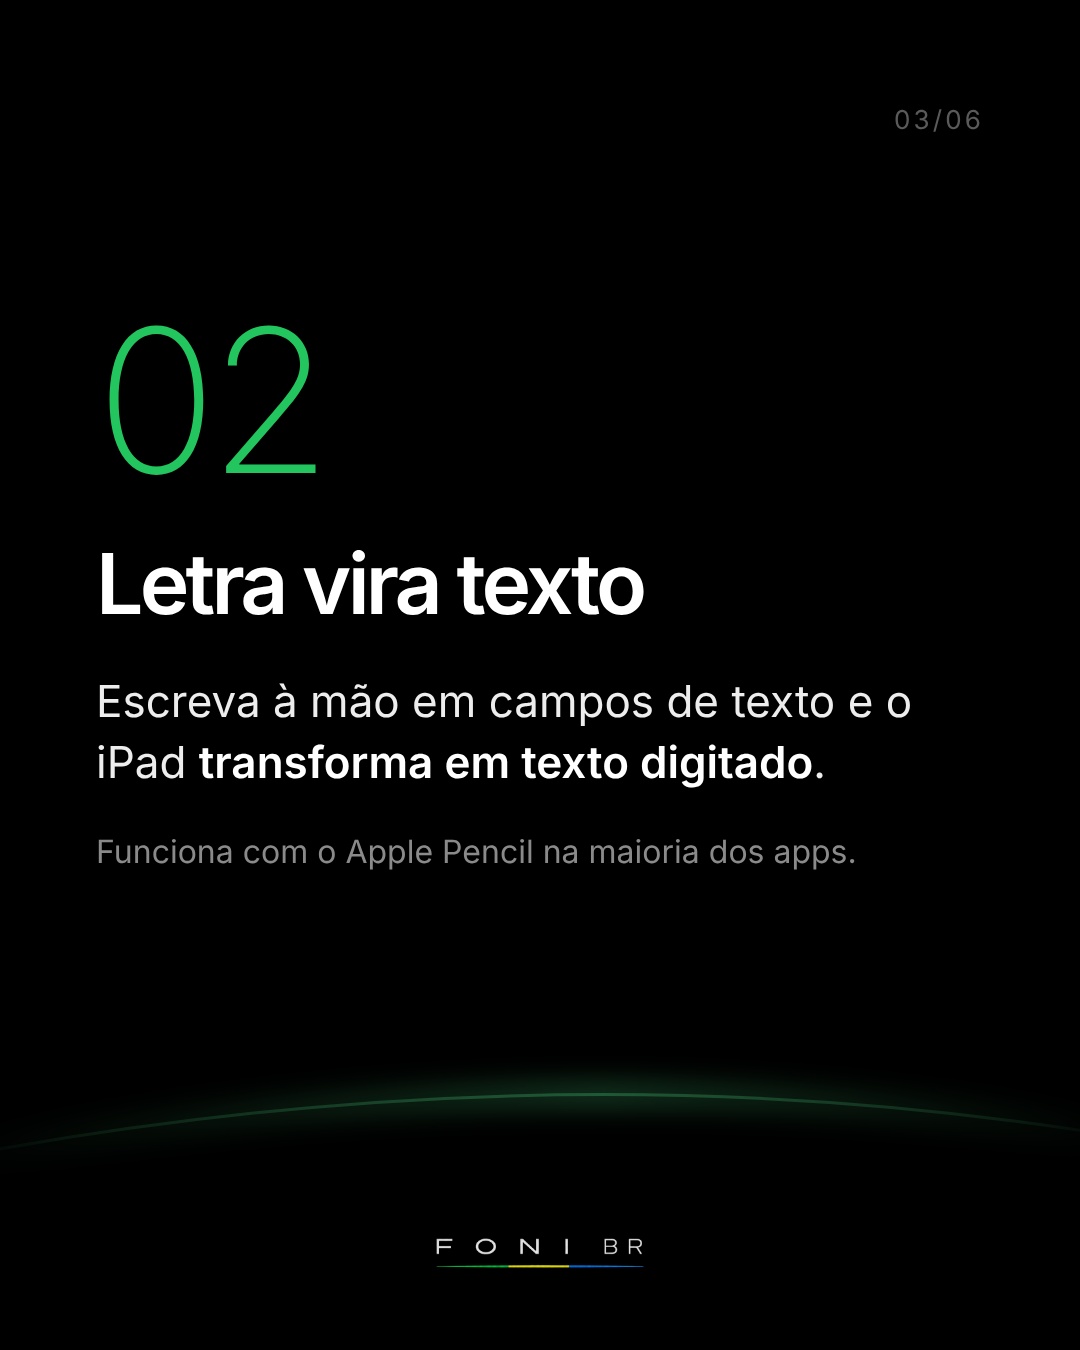 03/06
02
Letra vira texto
Escreva à mão em campos de texto e o
iPad transforma em texto digitado.
Funciona com o Apple Pencil na maioria dos apps.
FONI BR